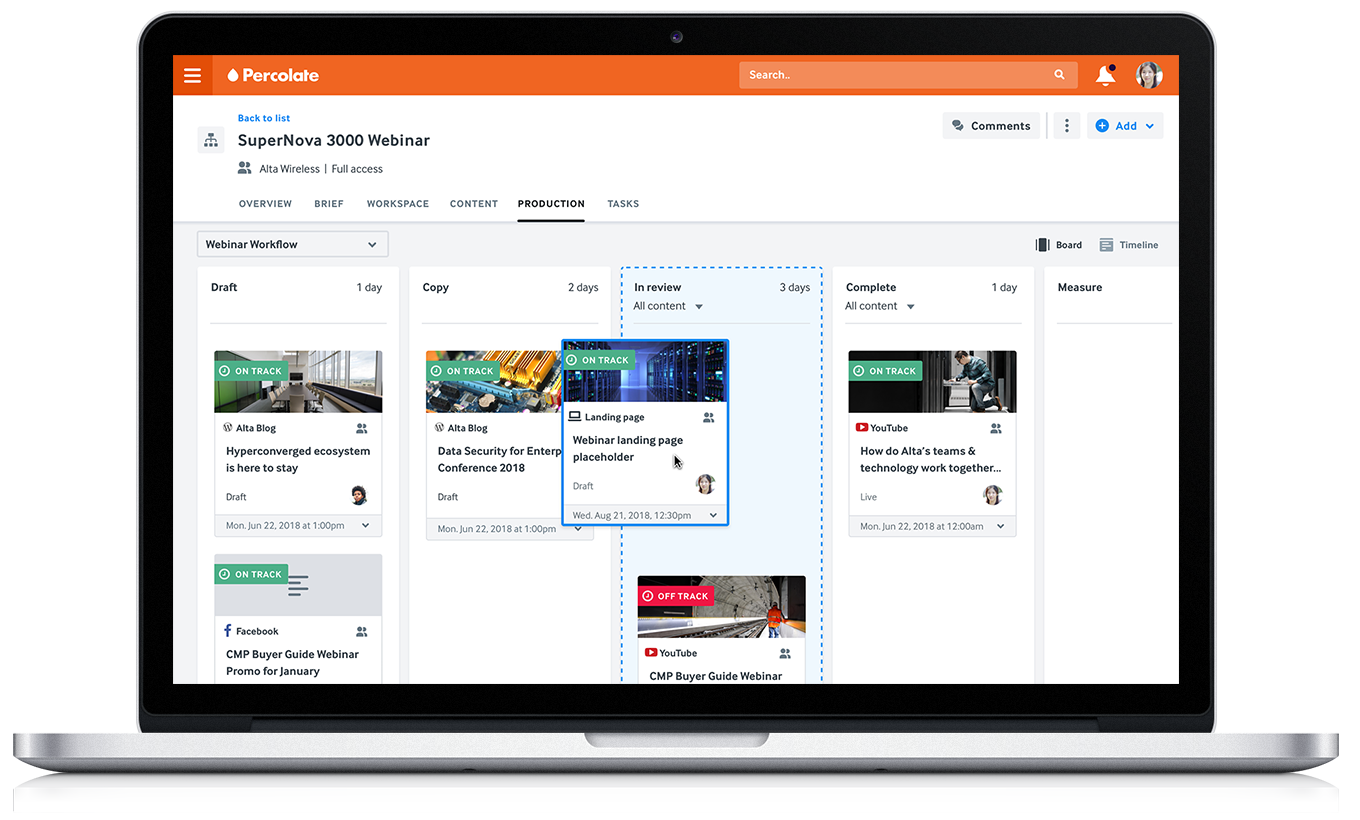 Percolate
Search..
Back to list
SuperNova 3000 Webinar
Alta Wireless | Full access
Comments
Add
OVERVIEW
BRIEF
WORKSPACE
CONTENT
PRODUCTION
TASKS
Webinar Workflow
Board
Timeline
Draft
1 day
ON TRACK
Alta Blog
Hyperconverged ecosystem
is here to stay
Draft
Mon. Jun 22, 2018 at 1:00pm
ON TRACK
Facebook
CMP Buyer Guide Webinar
Promo for January
Copy
2 days
ON TRACK
Alta Blog
Data Security for Enterp
Conference 2018
Draft
Mon. Jun 22, 2018 at 1:00pm
In review
3 days
All content
ON TRACK
Landing page
Webinar landing page
placeholder
Draft
Wed. Aug 21, 2018, 12:30pm
OFF TRACK
YouTube
CMP Buyer Guide Webinar
Complete
1 day
All content
ON TRACK
YouTube
How do Alta's teams &
technology work together...
Live
Mon. Jun 22, 2018 at 12:00am
Measure